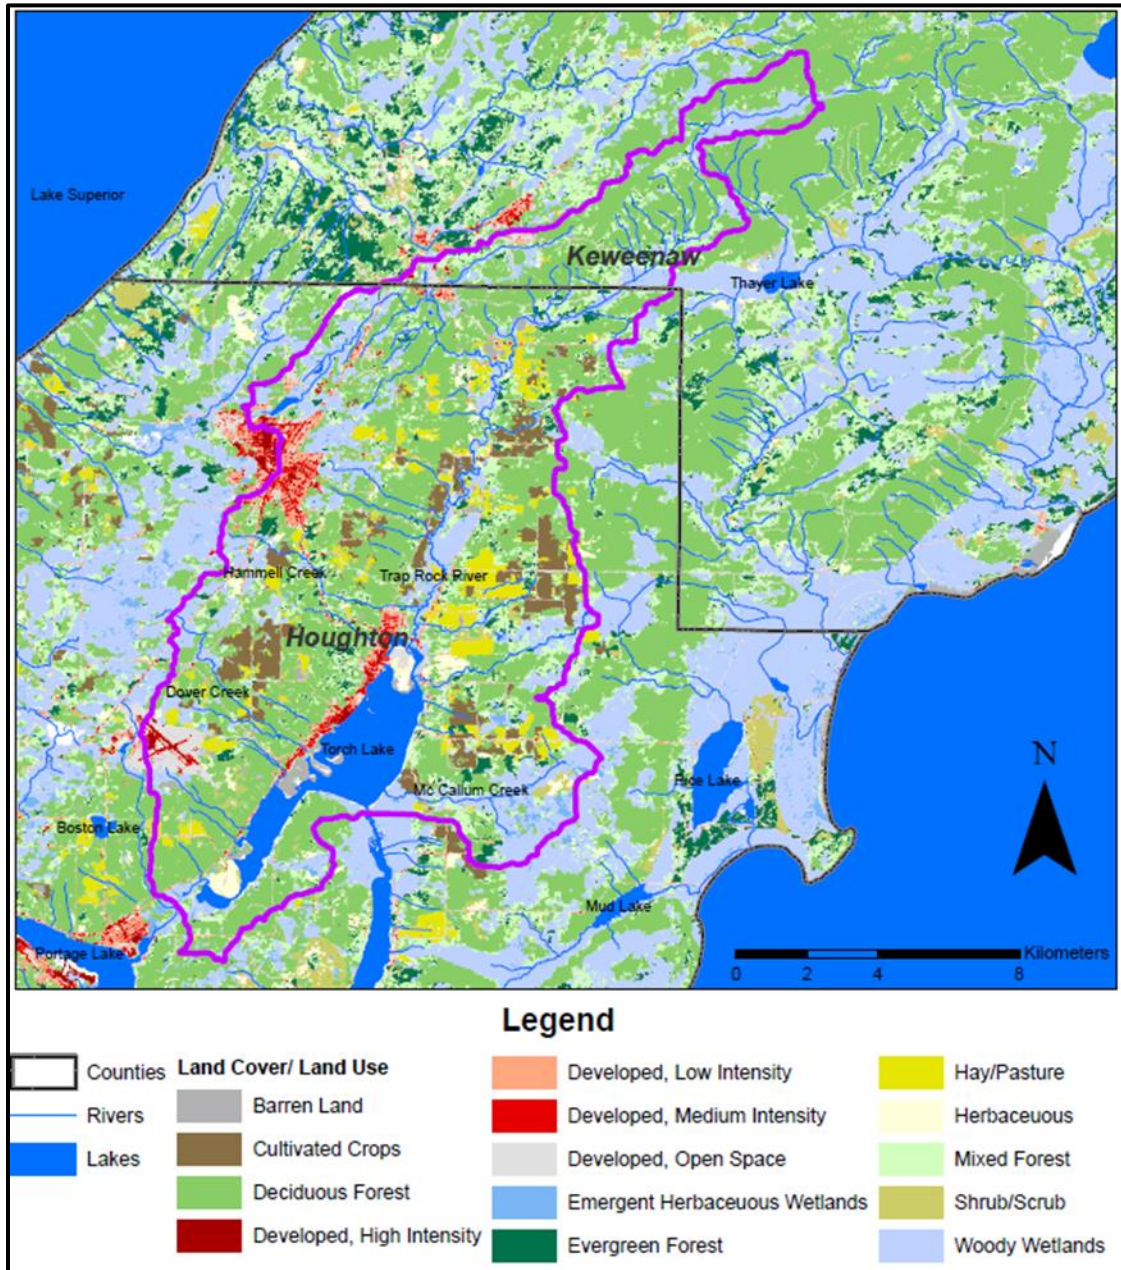 Lake Superior
Keweenaw
Thayer Lake
Hammell Creek
Trap Rock River
Houghton
Dover Creek
Torch Lake
Mc Callum Creek
Rice Lake
Boston Lake
Mud Lake
Portage Lake
N
Kilometers
0 2 4 8
Legend
Counties
Rivers
Lakes
Land Cover/ Land Use
Barren Land
Cultivated Crops
Deciduous Forest
Developed, High Intensity
Developed, Low Intensity
Developed, Medium Intensity
Developed, Open Space
Emergent Herbaceuous Wetlands
Evergreen Forest
Hay/Pasture
Herbaceuous
Mixed Forest
Shrub/Scrub
Woody Wetlands